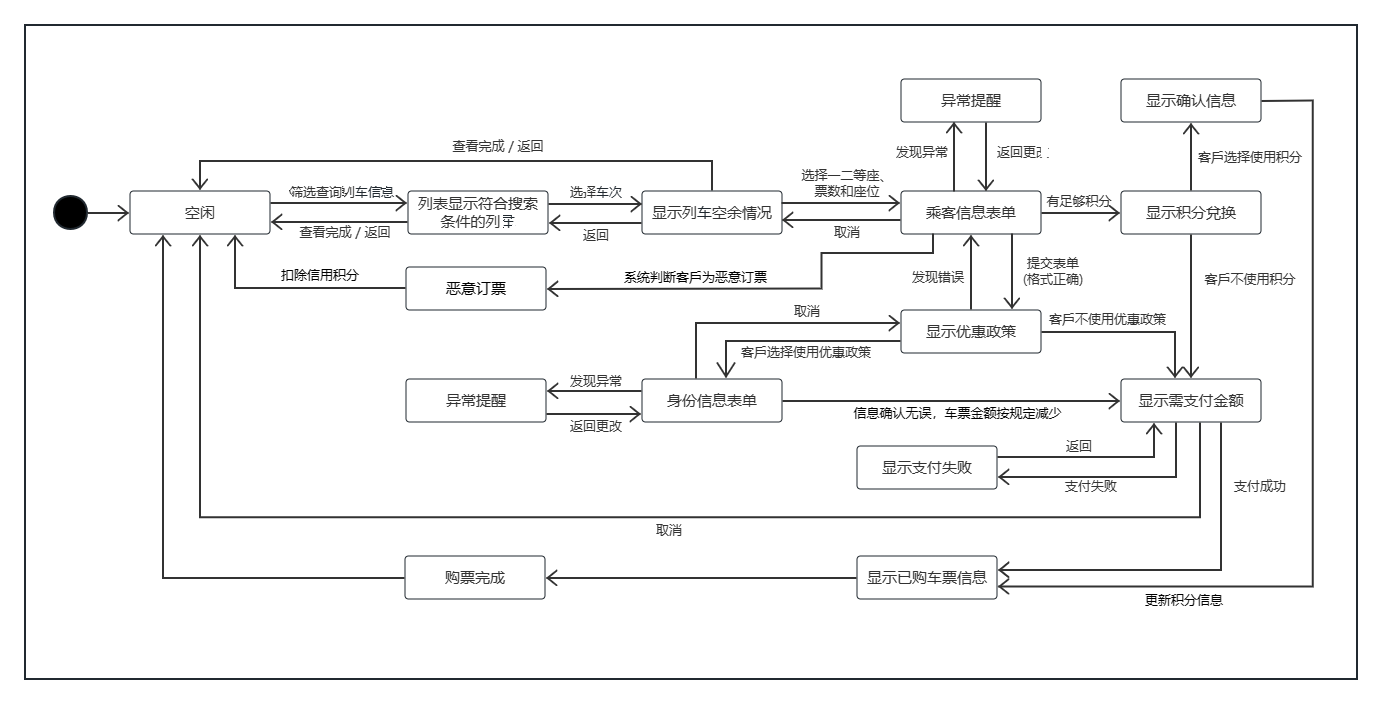 异常提醒
显示确认信息
查看完成 / 返回
发现异常
返回更
客戶选择使用积分
选择一二等座、
票数和座位
筛选查询列车信息
选择车次
有足够积分
空闲
列表显示符合搜索
条件的列
显示列车空余情况
乘客信息表单
显示积分兑换
查看完成 / 返回
返回
取消
扣除信用积分
系统判断客戶为恶意订票
发现错误
提交表单
(格式正确)
客戶不使用积分
恶意订票
取消
显示优惠政策
客戶不使用优惠政策
客戶选择使用优惠政策
发现异常
异常提醒
身份信息表单
显示需支付金额
返回更改
信息确认无误，车票金额按规定减少
返回
显示支付失败
支付失败
支付成功
取消
购票完成
显示已购车票信息
更新积分信息